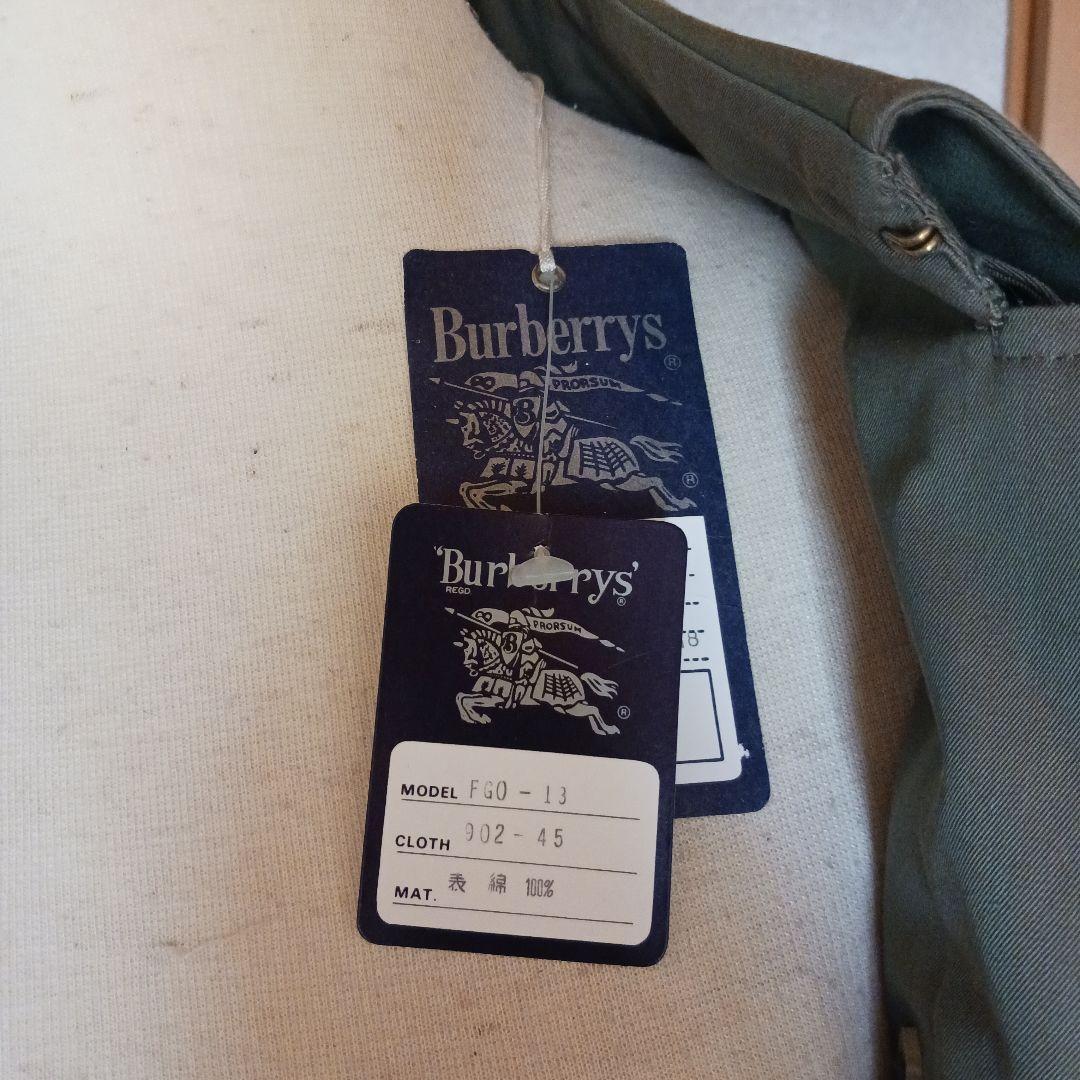 Burberrys
®
PRORSUM
B
®
'Burberrys'
REGD ®
PRORSUM
B
®
MODEL FGO-13
CLOTH 902-45
MAT. 表 綿 100%